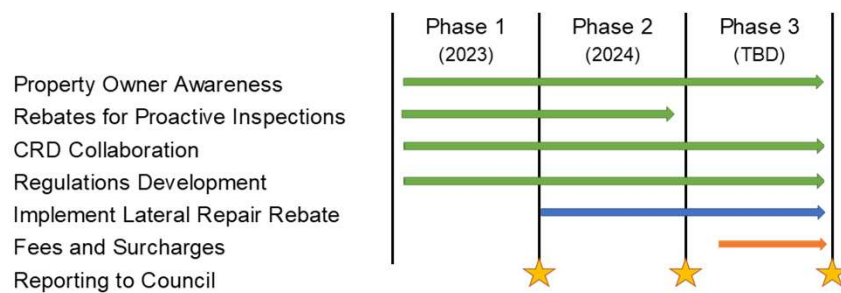 Phase 1 Phase 2 Phase 3
(2023) (2024) (TBD)
Property Owner Awareness
Rebates for Proactive Inspections
CRD Collaboration
Regulations Development
Implement Lateral Repair Rebate
Fees and Surcharges
Reporting to Council